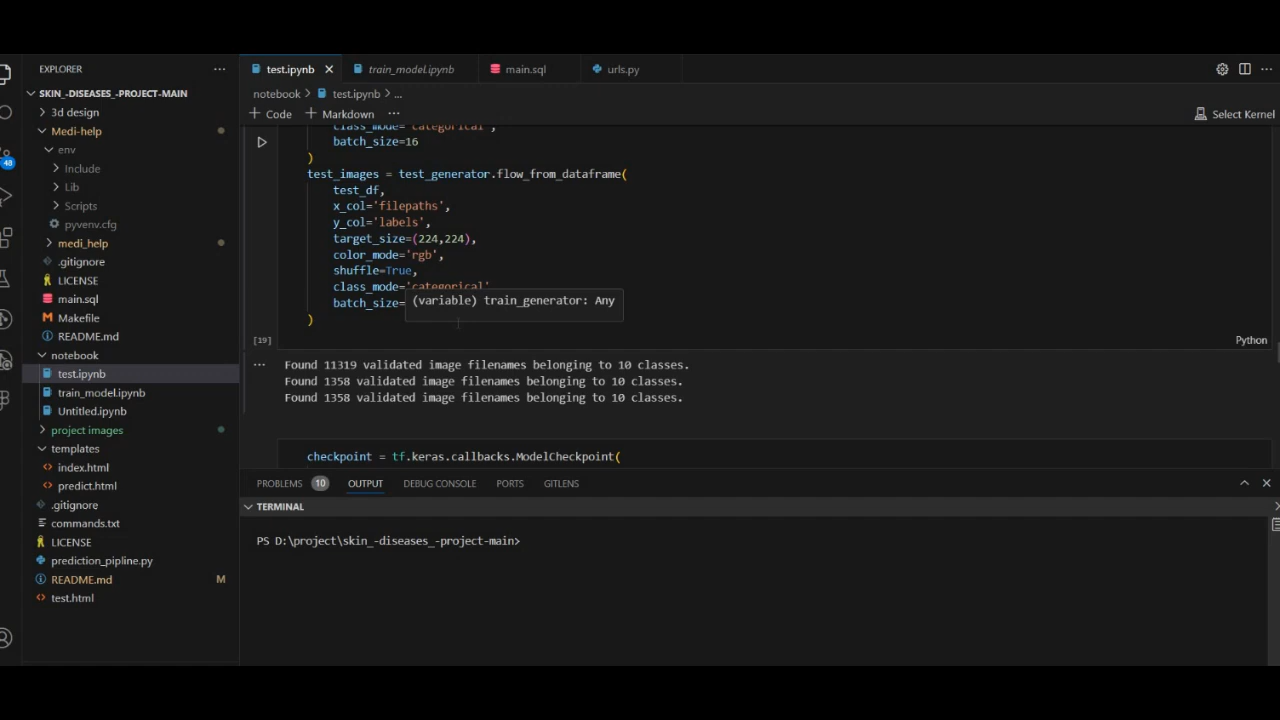 EXPLORER
SKIN_-DISEASES_-PROJECT-MAIN
3d design
Medi-help
env
Include
Lib
Scripts
pyvenv.cfg
medi_help
.gitignore
LICENSE
main.sql
Makefile
README.md
notebook
test.ipynb
train_model.ipynb
Untitled.ipynb
project images
templates
index.html
predict.html
.gitignore
commands.txt
LICENSE
prediction_pipline.py
README.md M
test.html
48
test.ipynb train_model.ipynb main.sql urls.py
notebook > test.ipynb > ...
+ Code + Markdown ... Select Kernel
class_mode='categorical',
batch_size=16
)
test_images = test_generator.flow_from_dataframe(
test_df,
x_col='filepaths',
y_col='labels',
target_size=(224,224),
color_mode='rgb',
shuffle=True,
class_mode='categorical'
batch_size=
(variable) train_generator: Any
)
[19] Python
Found 11319 validated image filenames belonging to 10 classes.
Found 1358 validated image filenames belonging to 10 classes.
Found 1358 validated image filenames belonging to 10 classes.
checkpoint = tf.keras.callbacks.ModelCheckpoint(
PROBLEMS 10 OUTPUT DEBUG CONSOLE PORTS GITLENS
TERMINAL
PS D:\project\skin_-diseases_-project-main>